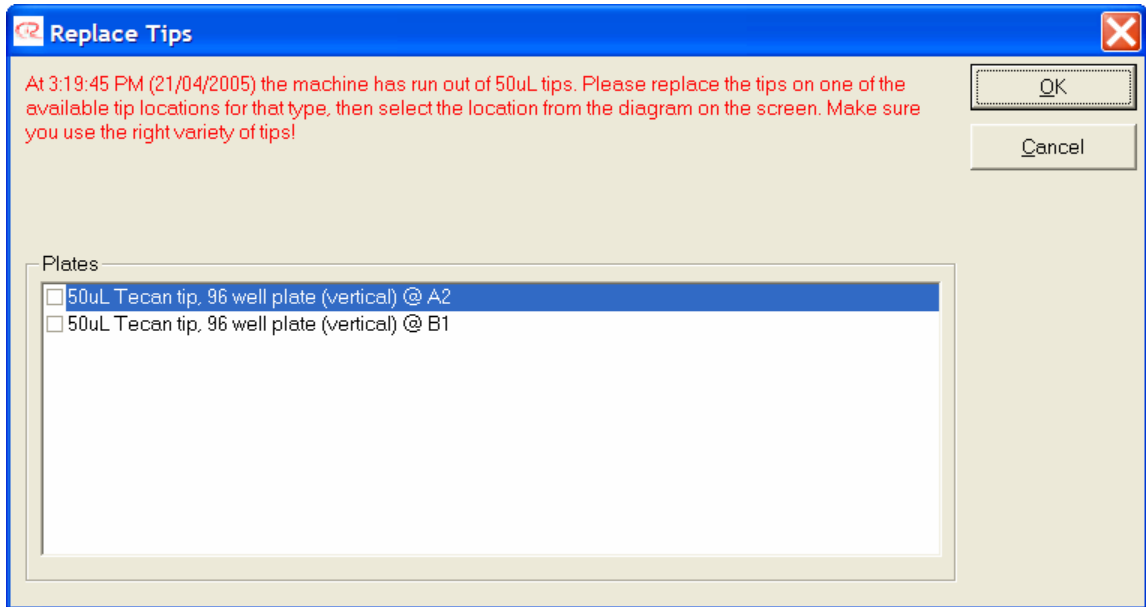 Replace Tips
At 3:19:45 PM (21/04/2005) the machine has run out of 50uL tips. Please replace the tips on one of the
available tip locations for that type, then select the location from the diagram on the screen. Make sure
you use the right variety of tips!
OK
Cancel
Plates
50uL Tecan tip, 96 well plate (vertical) @ A2
50uL Tecan tip, 96 well plate (vertical) @ B1